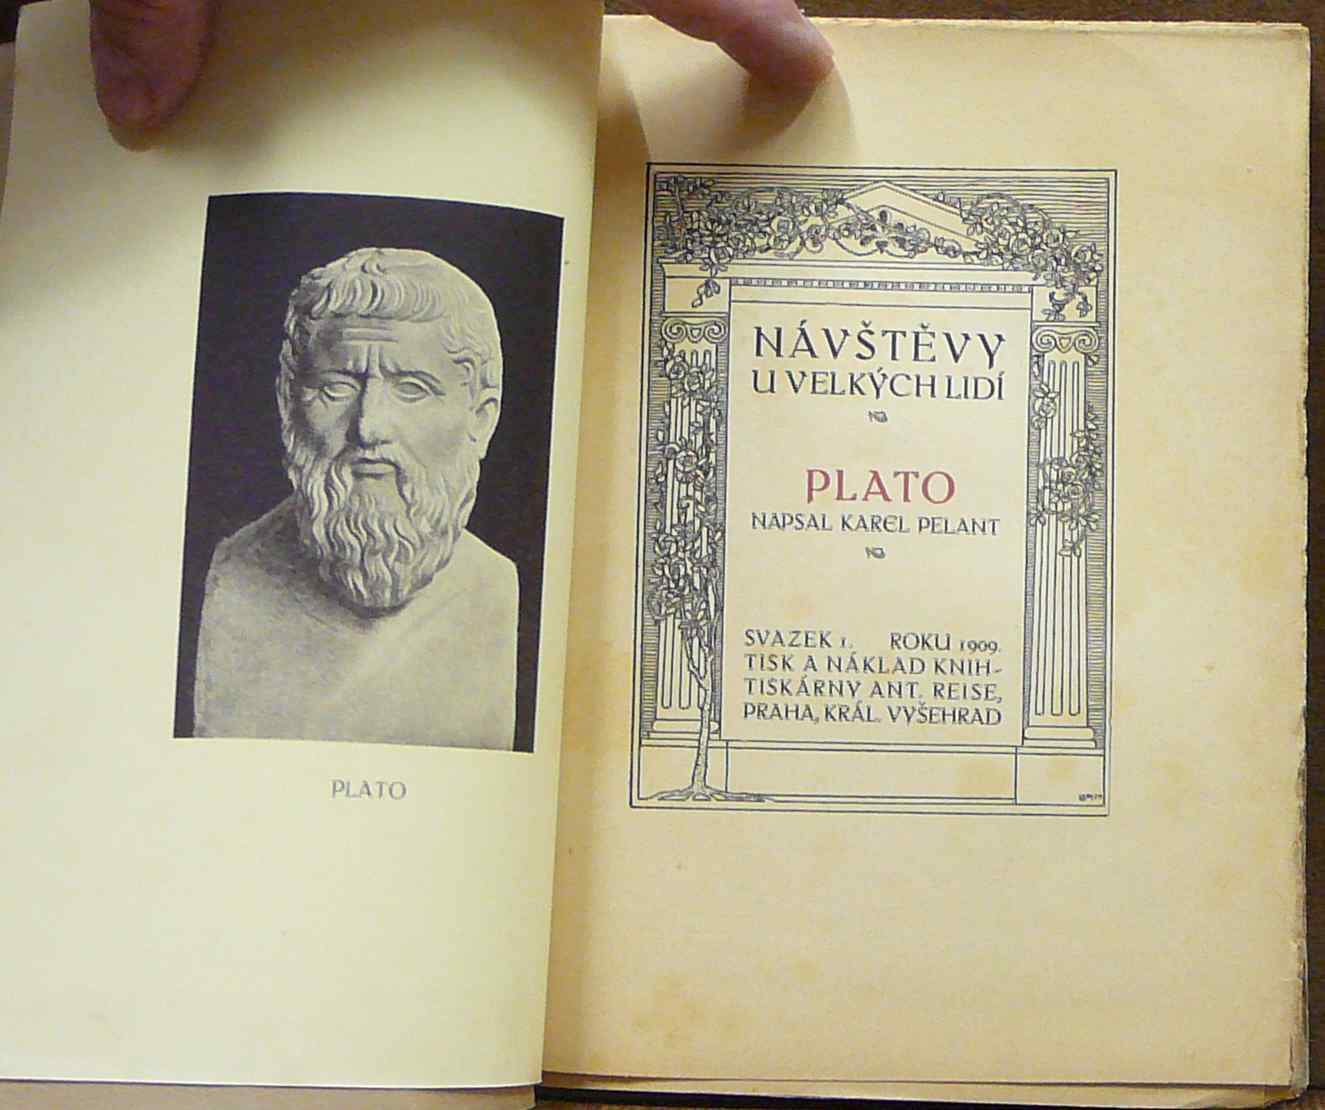 PLATO
NÁVŠTĚVY
U VELKÝCH LIDÍ
PLATO
NAPSAL KAREL PELANT
SVAZEK 1. ROKU 1909.
TISK A NÁKLAD KNIH-
TISKÁRNY ANT. REISE,
PRAHA, KRÁL. VYŠEHRAD